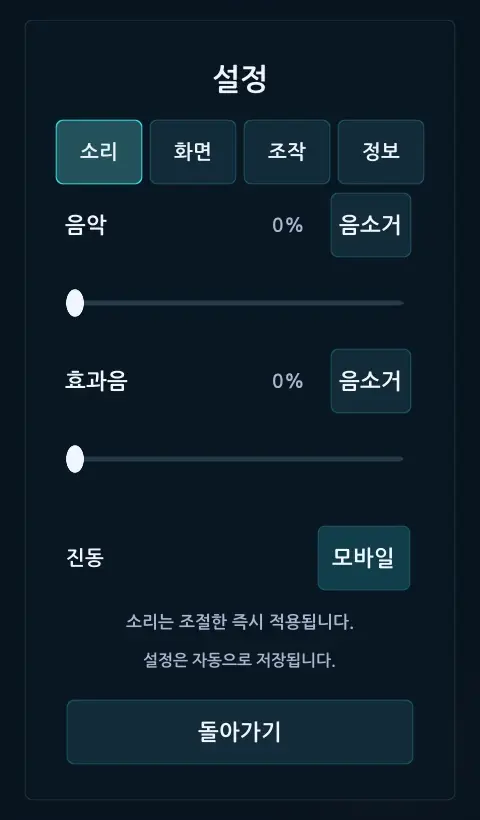 설정
소리 화면 조작 정보
음악 0% 음소거
효과음 0% 음소거
진동 모바일
소리는 조절한 즉시 적용됩니다.
설정은 자동으로 저장됩니다.
돌아가기